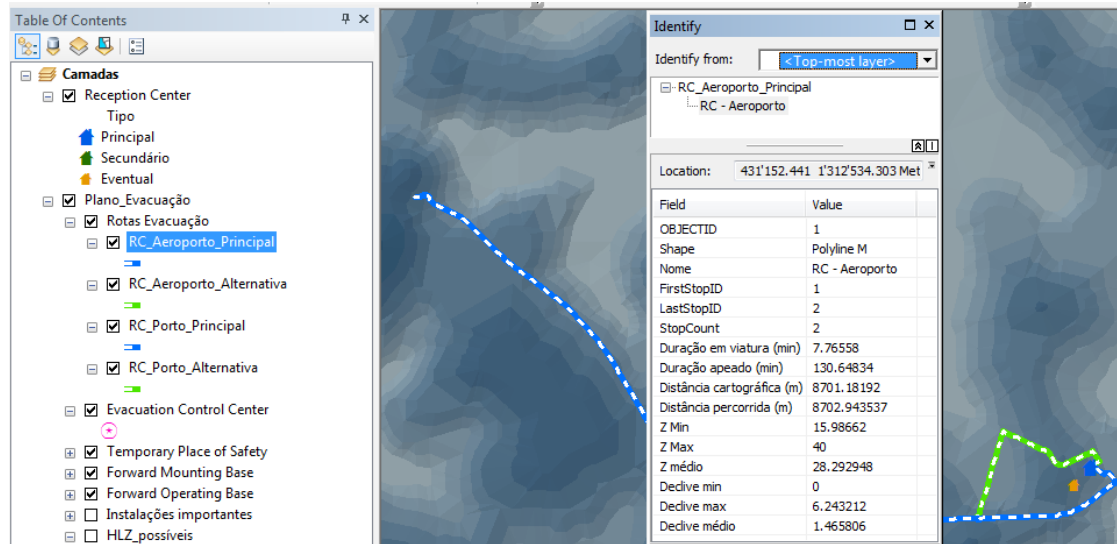 Table Of Contents
Camadas
Reception Center
Tipo
Principal
Secundário
Eventual
Plano_Evacuação
Rotas Evacuação
RC_Aeroporto_Principal
RC_Aeroporto_Alternativa
RC_Porto_Principal
RC_Porto_Alternativa
Evacuation Control Center
Temporary Place of Safety
Forward Mounting Base
Forward Operating Base
Instalações importantes
HLZ_possíveis
Identify
Identify from: <Top-most layer>
RC_Aeroporto_Principal
RC - Aeroporto
Location: 431'152.441 1'312'534.303 Met
Field Value
OBJECTID 1
Shape Polyline M
Nome RC - Aeroporto
FirstStopID 1
LastStopID 2
StopCount 2
Duração em viatura (min) 7.76558
Duração apeado (min) 130.64834
Distância cartográfica (m) 8701.18192
Distância percorrida (m) 8702.943537
Z Min 15.98662
Z Max 40
Z médio 28.292948
Declive min 0
Declive max 6.243212
Declive médio 1.465806